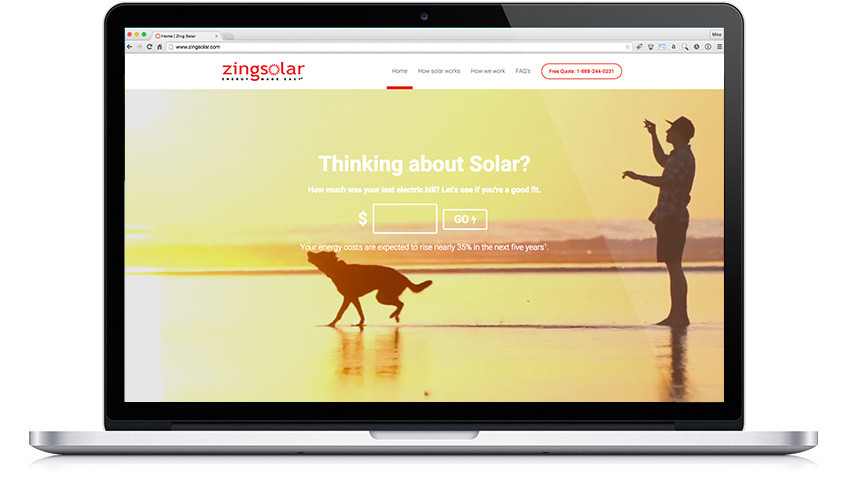 Home | Zing Solar
Mike
www.zingsolar.com
zingsolar
ENERGY MADE EASY
Home How solar works How we work FAQ's Free Quote: 1-888-244-0231
Thinking about Solar?
How much was your last electric bill? Let's see if you're a good fit.
$ GO
Your energy costs are expected to rise nearly 35% in the next five years¹.